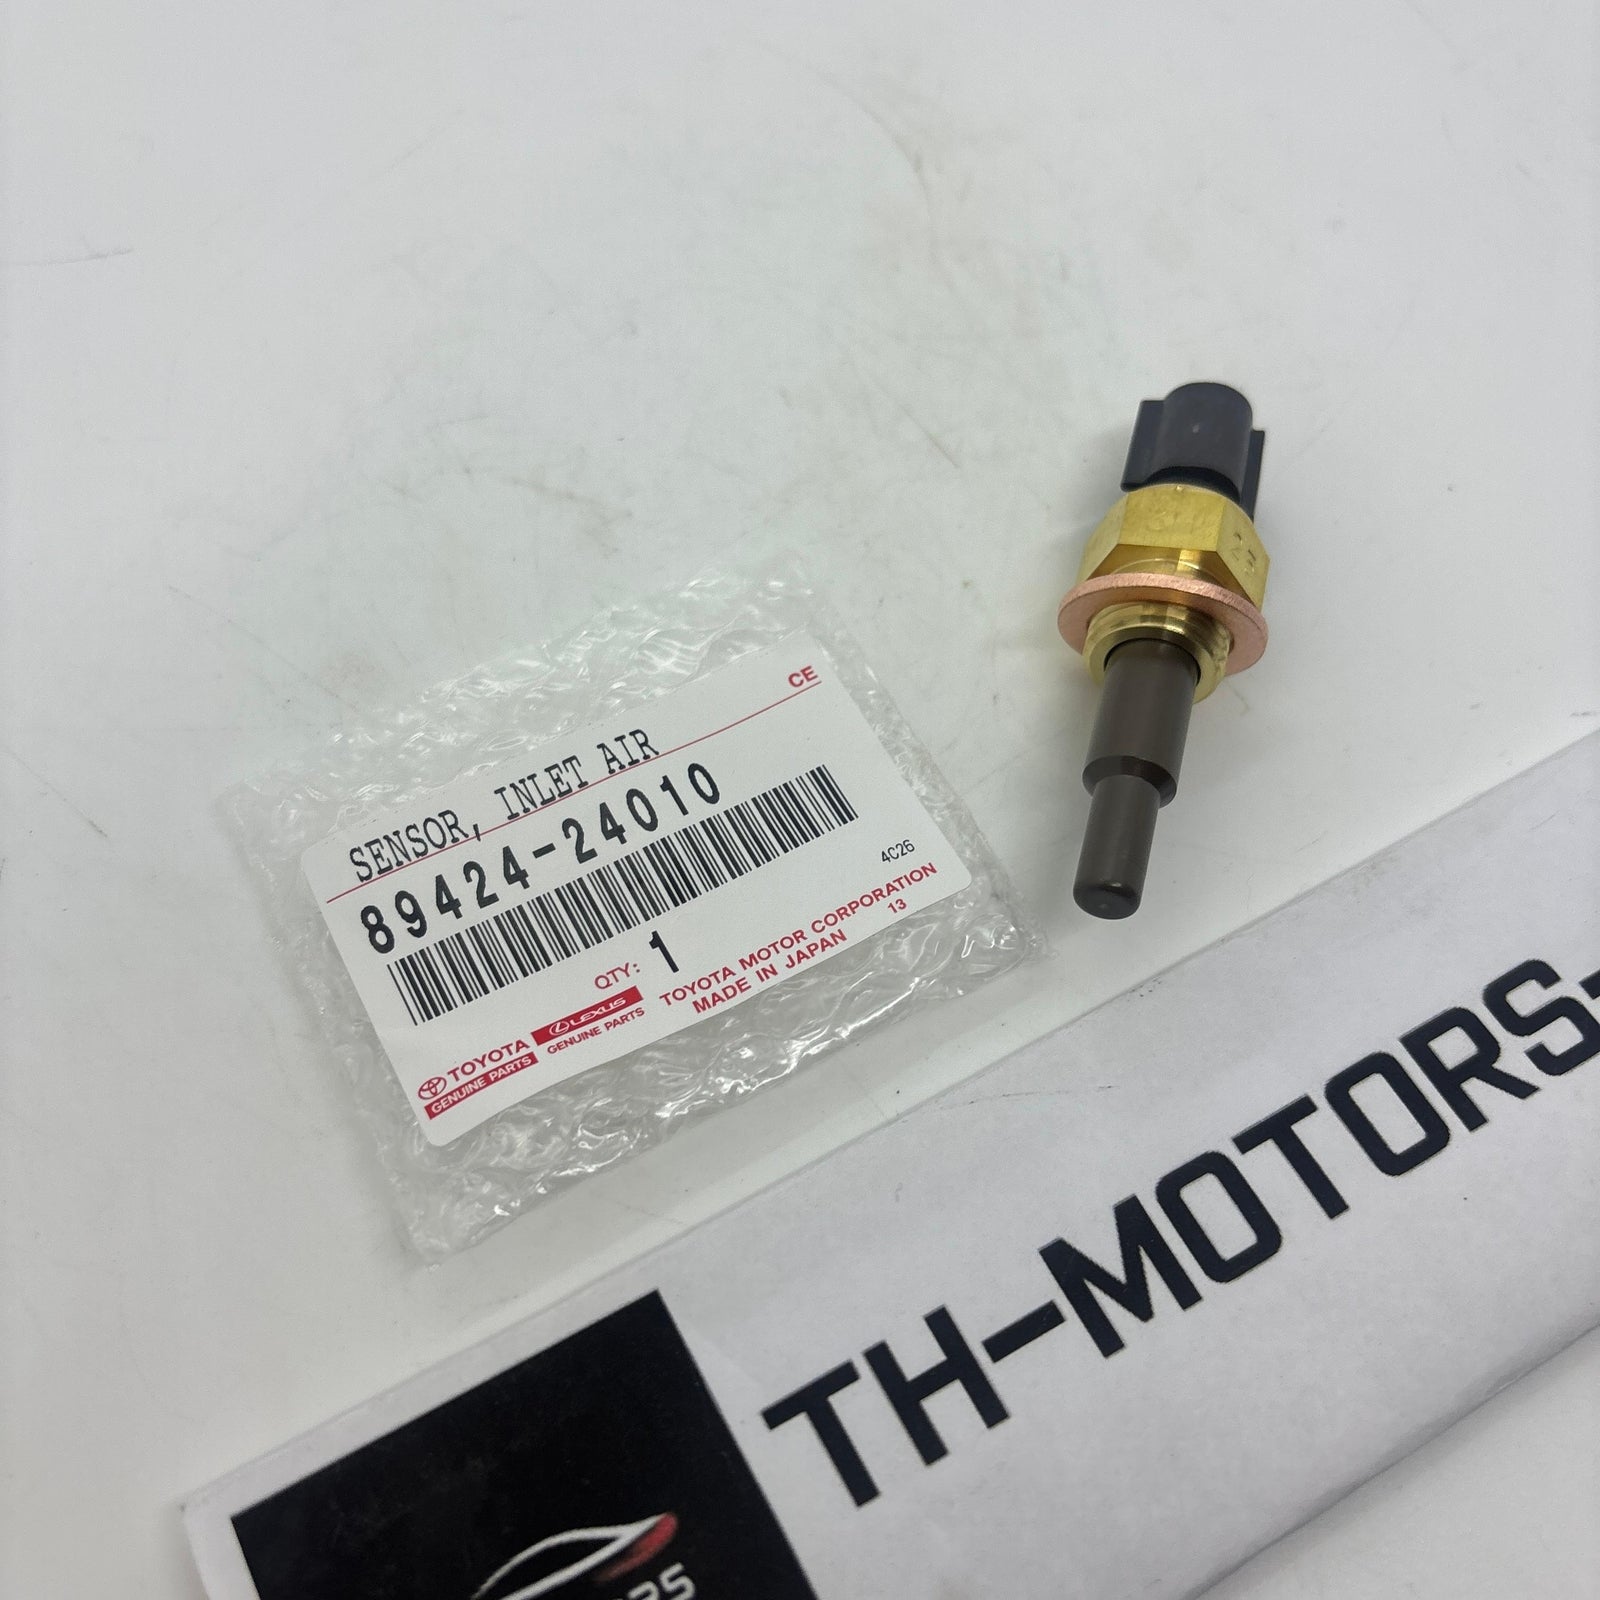 CE
SENSOR, INLET AIR
89424-24010
4C26
QTY: 1
TOYOTA MOTOR CORPORATION
MADE IN JAPAN 13
TOYOTA
GENUINE PARTS
LEXUS
GENUINE PARTS
23
TH-MOTORS-